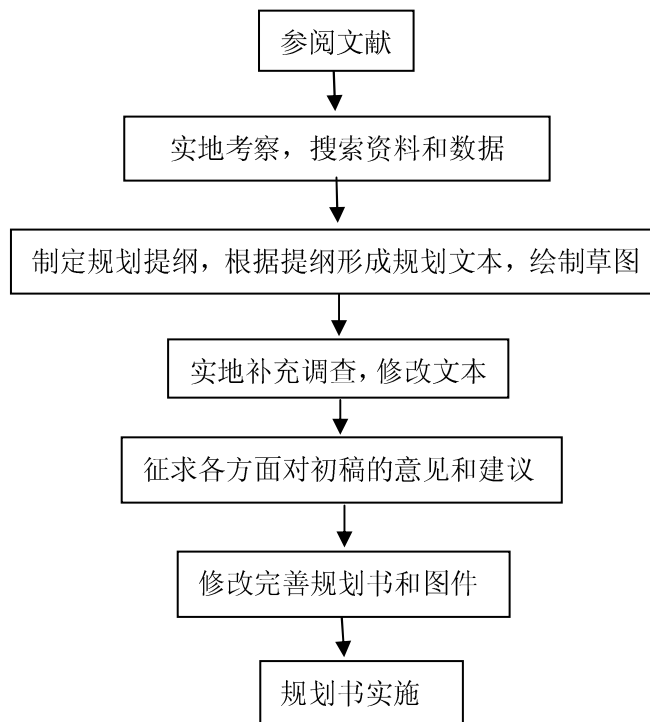 参阅文献
实地考察，搜索资料和数据
制定规划提纲，根据提纲形成规划文本，绘制草图
实地补充调查，修改文本
征求各方面对初稿的意见和建议
修改完善规划书和图件
规划书实施